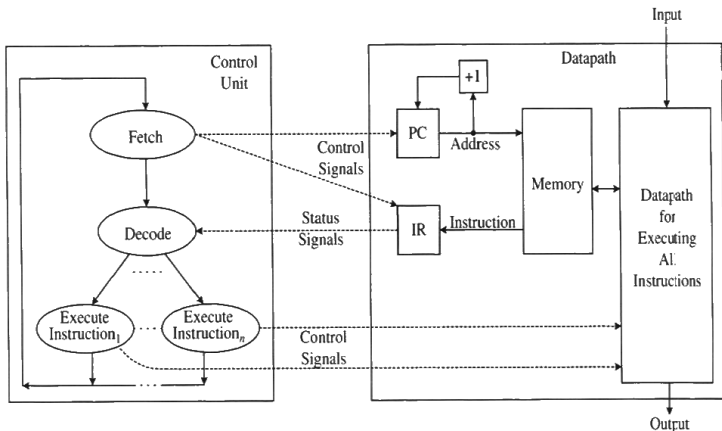 Input
Control
Unit
Datapath
+1
Fetch
PC
Address
Control
Signals
Memory
Datapath
for
Executing
All
Instructions
Decode
Status
Signals
IR
Instruction
.....
Execute
Instruction1
...
Execute
Instructionn
Control
Signals
...
Output